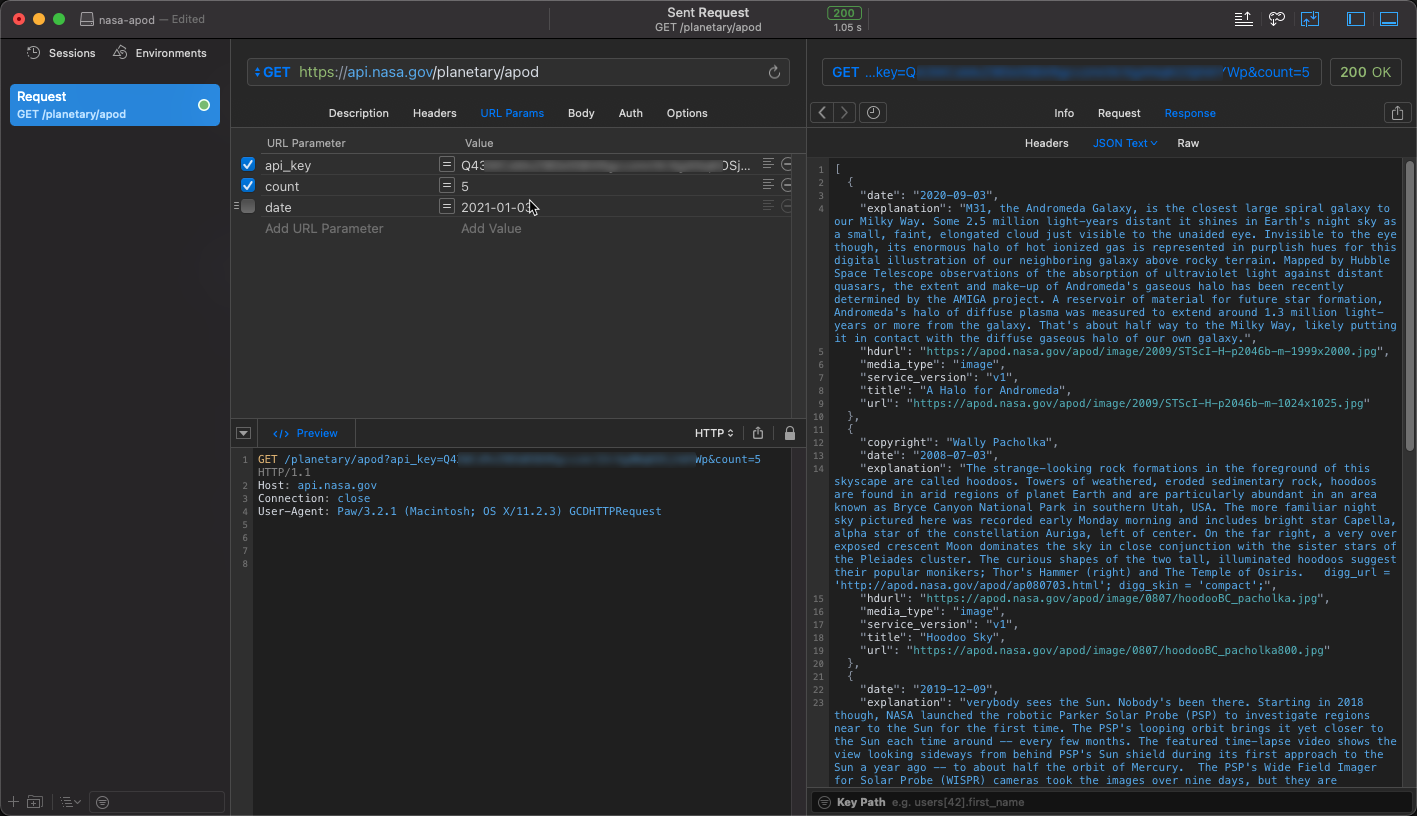 nasa-apod — Edited
Sent Request
GET /planetary/apod
200
1.05 s
Sessions
Environments
Request
GET /planetary/apod
GET https://api.nasa.gov/planetary/apod
Description Headers URL Params Body Auth Options
URL Parameter Value
api_key = Q43 OSj...
count = 5
date = 2021-01-03
Add URL Parameter Add Value
</> Preview
HTTP
1 GET /planetary/apod?api_key=Q4 Wp&count=5
HTTP/1.1
2 Host: api.nasa.gov
3 Connection: close
4 User-Agent: Paw/3.2.1 (Macintosh; OS X/11.2.3) GCDHTTPRequest
5
6
7
8
GET ...key=Q YWp&count=5
200 OK
Info Request Response
Headers JSON Text Raw
1 [
2 {
3 "date": "2020-09-03",
4 "explanation": "M31, the Andromeda Galaxy, is the closest large spiral galaxy to
our Milky Way. Some 2.5 million light-years distant it shines in Earth's night sky as
a small, faint, elongated cloud just visible to the unaided eye. Invisible to the eye
though, its enormous halo of hot ionized gas is represented in purplish hues for this
digital illustration of our neighboring galaxy above rocky terrain. Mapped by Hubble
Space Telescope observations of the absorption of ultraviolet light against distant
quasars, the extent and make-up of Andromeda's gaseous halo has been recently
determined by the AMIGA project. A reservoir of material for future star formation,
Andromeda's halo of diffuse plasma was measured to extend around 1.3 million light-
years or more from the galaxy. That's about half way to the Milky Way, likely putting
it in contact with the diffuse gaseous halo of our own galaxy.",
5 "hdurl": "https://apod.nasa.gov/apod/image/2009/STScI-H-p2046b-m-1999x2000.jpg",
6 "media_type": "image",
7 "service_version": "v1",
8 "title": "A Halo for Andromeda",
9 "url": "https://apod.nasa.gov/apod/image/2009/STScI-H-p2046b-m-1024x1025.jpg"
10 },
11 {
12 "copyright": "Wally Pacholka",
13 "date": "2008-07-03",
14 "explanation": "The strange-looking rock formations in the foreground of this
skyscape are called hoodoos. Towers of weathered, eroded sedimentary rock, hoodoos
are found in arid regions of planet Earth and are particularly abundant in an area
known as Bryce Canyon National Park in southern Utah, USA. The more familiar night
sky pictured here was recorded early Monday morning and includes bright star Capella,
alpha star of the constellation Auriga, left of center. On the far right, a very over
exposed crescent Moon dominates the sky in close conjunction with the sister stars of
the Pleiades cluster. The curious shapes of the two tall, illuminated hoodoos suggest
their popular monikers; Thor's Hammer (right) and The Temple of Osiris.   digg_url =
'http://apod.nasa.gov/apod/ap080703.html'; digg_skin = 'compact';",
15 "hdurl": "https://apod.nasa.gov/apod/image/0807/hoodooBC_pacholka.jpg",
16 "media_type": "image",
17 "service_version": "v1",
18 "title": "Hoodoo Sky",
19 "url": "https://apod.nasa.gov/apod/image/0807/hoodooBC_pacholka800.jpg"
20 },
21 {
22 "date": "2019-12-09",
23 "explanation": "verybody sees the Sun. Nobody's been there. Starting in 2018
though, NASA launched the robotic Parker Solar Probe (PSP) to investigate regions
near to the Sun for the first time. The PSP's looping orbit brings it yet closer to
the Sun each time around -- every few months. The featured time-lapse video shows the
view looking sideways from behind PSP's Sun shield during its first approach to the
Sun a year ago -- to about half the orbit of Mercury.  The PSP's Wide Field Imager
for Solar Probe (WISPR) cameras took the images over nine days, but they are
Key Path e.g. users[42].first_name